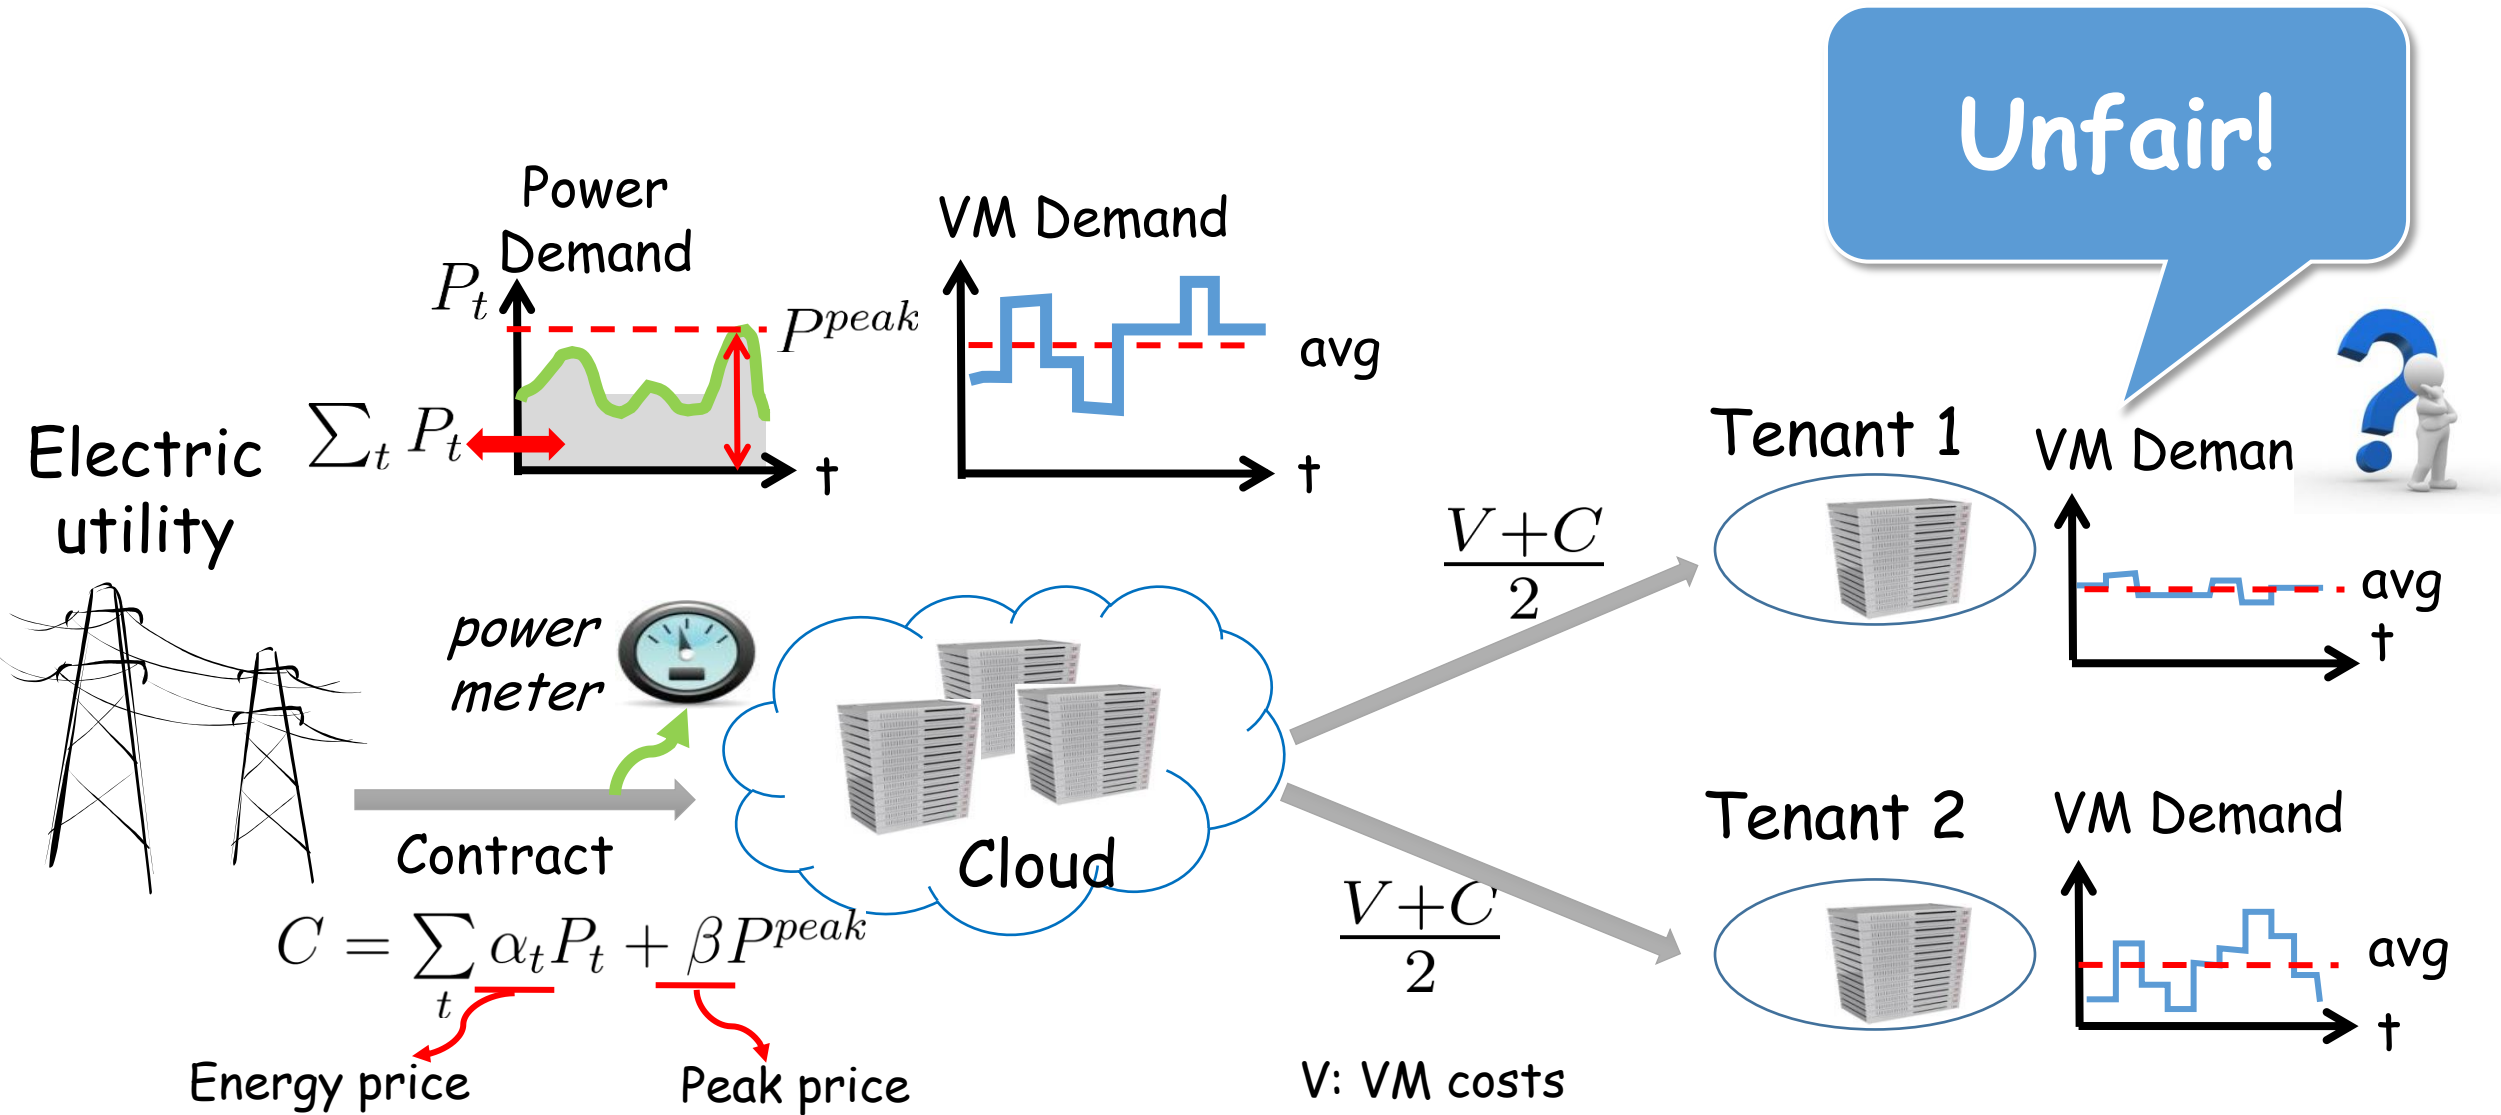 Unfair!
Power
Demand
P_t
P^{peak}
∑_t P_t
t
VM Demand
avg
t
Electric
utility
power
meter
Contract
C = ∑_t α_t P_t + βP^{peak}
Energy price
Peak price
Cloud
V+C
2
V+C
2
V: VM costs
Tenant 1
VM Deman
avg
t
Tenant 2
VM Demand
avg
t